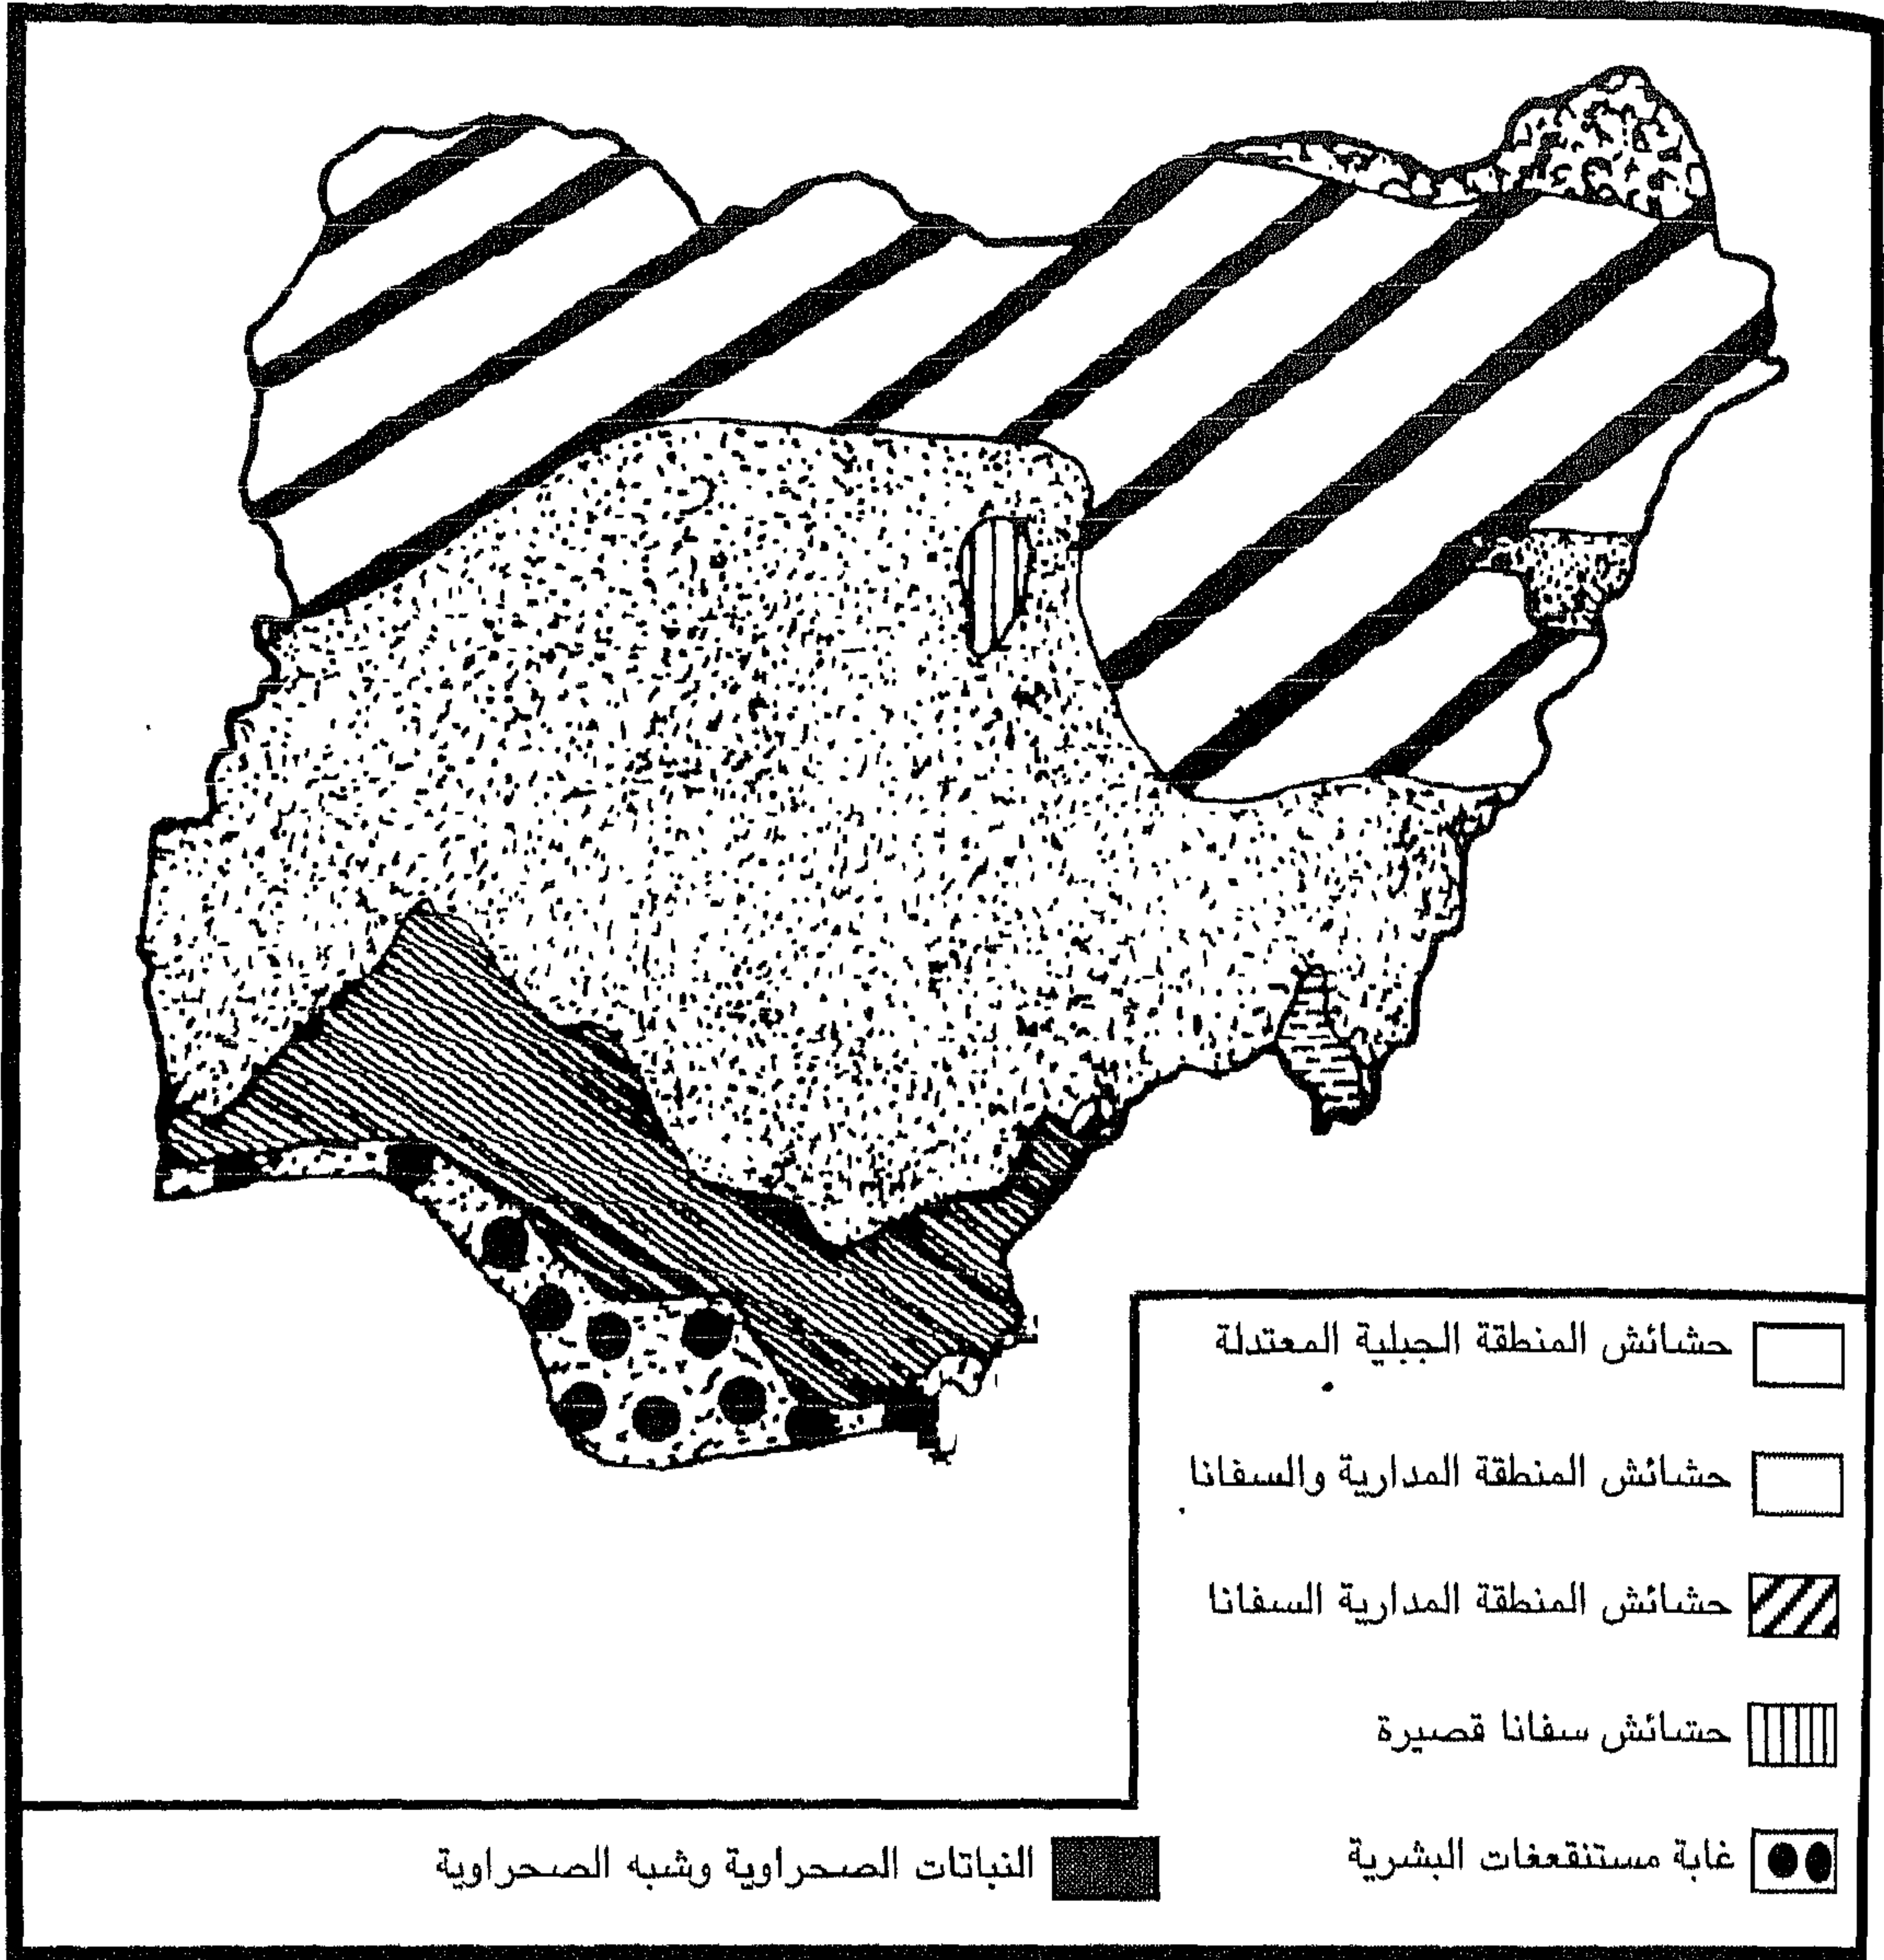 حشائش المنطقة الجبلية المعتدلة
حشائش المنطقة المدارية والسفانا
حشائش المنطقة المدارية السفانا
حشائش سفانا قصيرة
غابة مستنقعغات البشرية
النباتات الصحراوية وشبه الصحراوية